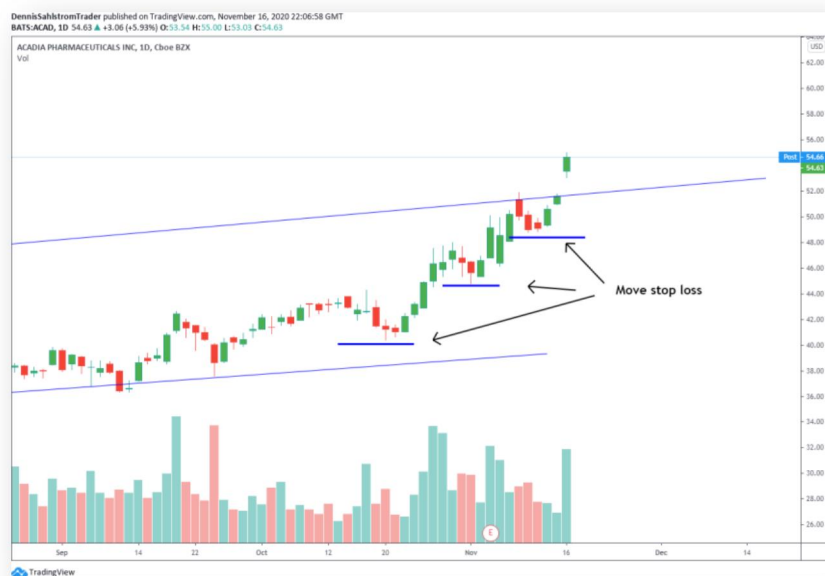 DennisSahlstromTrader published on TradingView.com, November 16, 2020 22:06:58 GMT
BATS:ACAD, 1D 54.63 ▲ +3.06 (+5.93%) O:53.54 H:55.00 L:53.03 C:54.63
ACADIA PHARMACEUTICALS INC, 1D, Cboe BZX
Vol
64.00
USD
62.00
60.00
58.00
56.00
Post 54.66
54.63
52.00
50.00
48.00
46.00
44.00
Move stop loss
42.00
40.00
38.00
36.00
34.00
32.00
30.00
28.00
E
26.00
Sep 14 22 Oct 12 20 Nov 16 Dec 14
TradingView